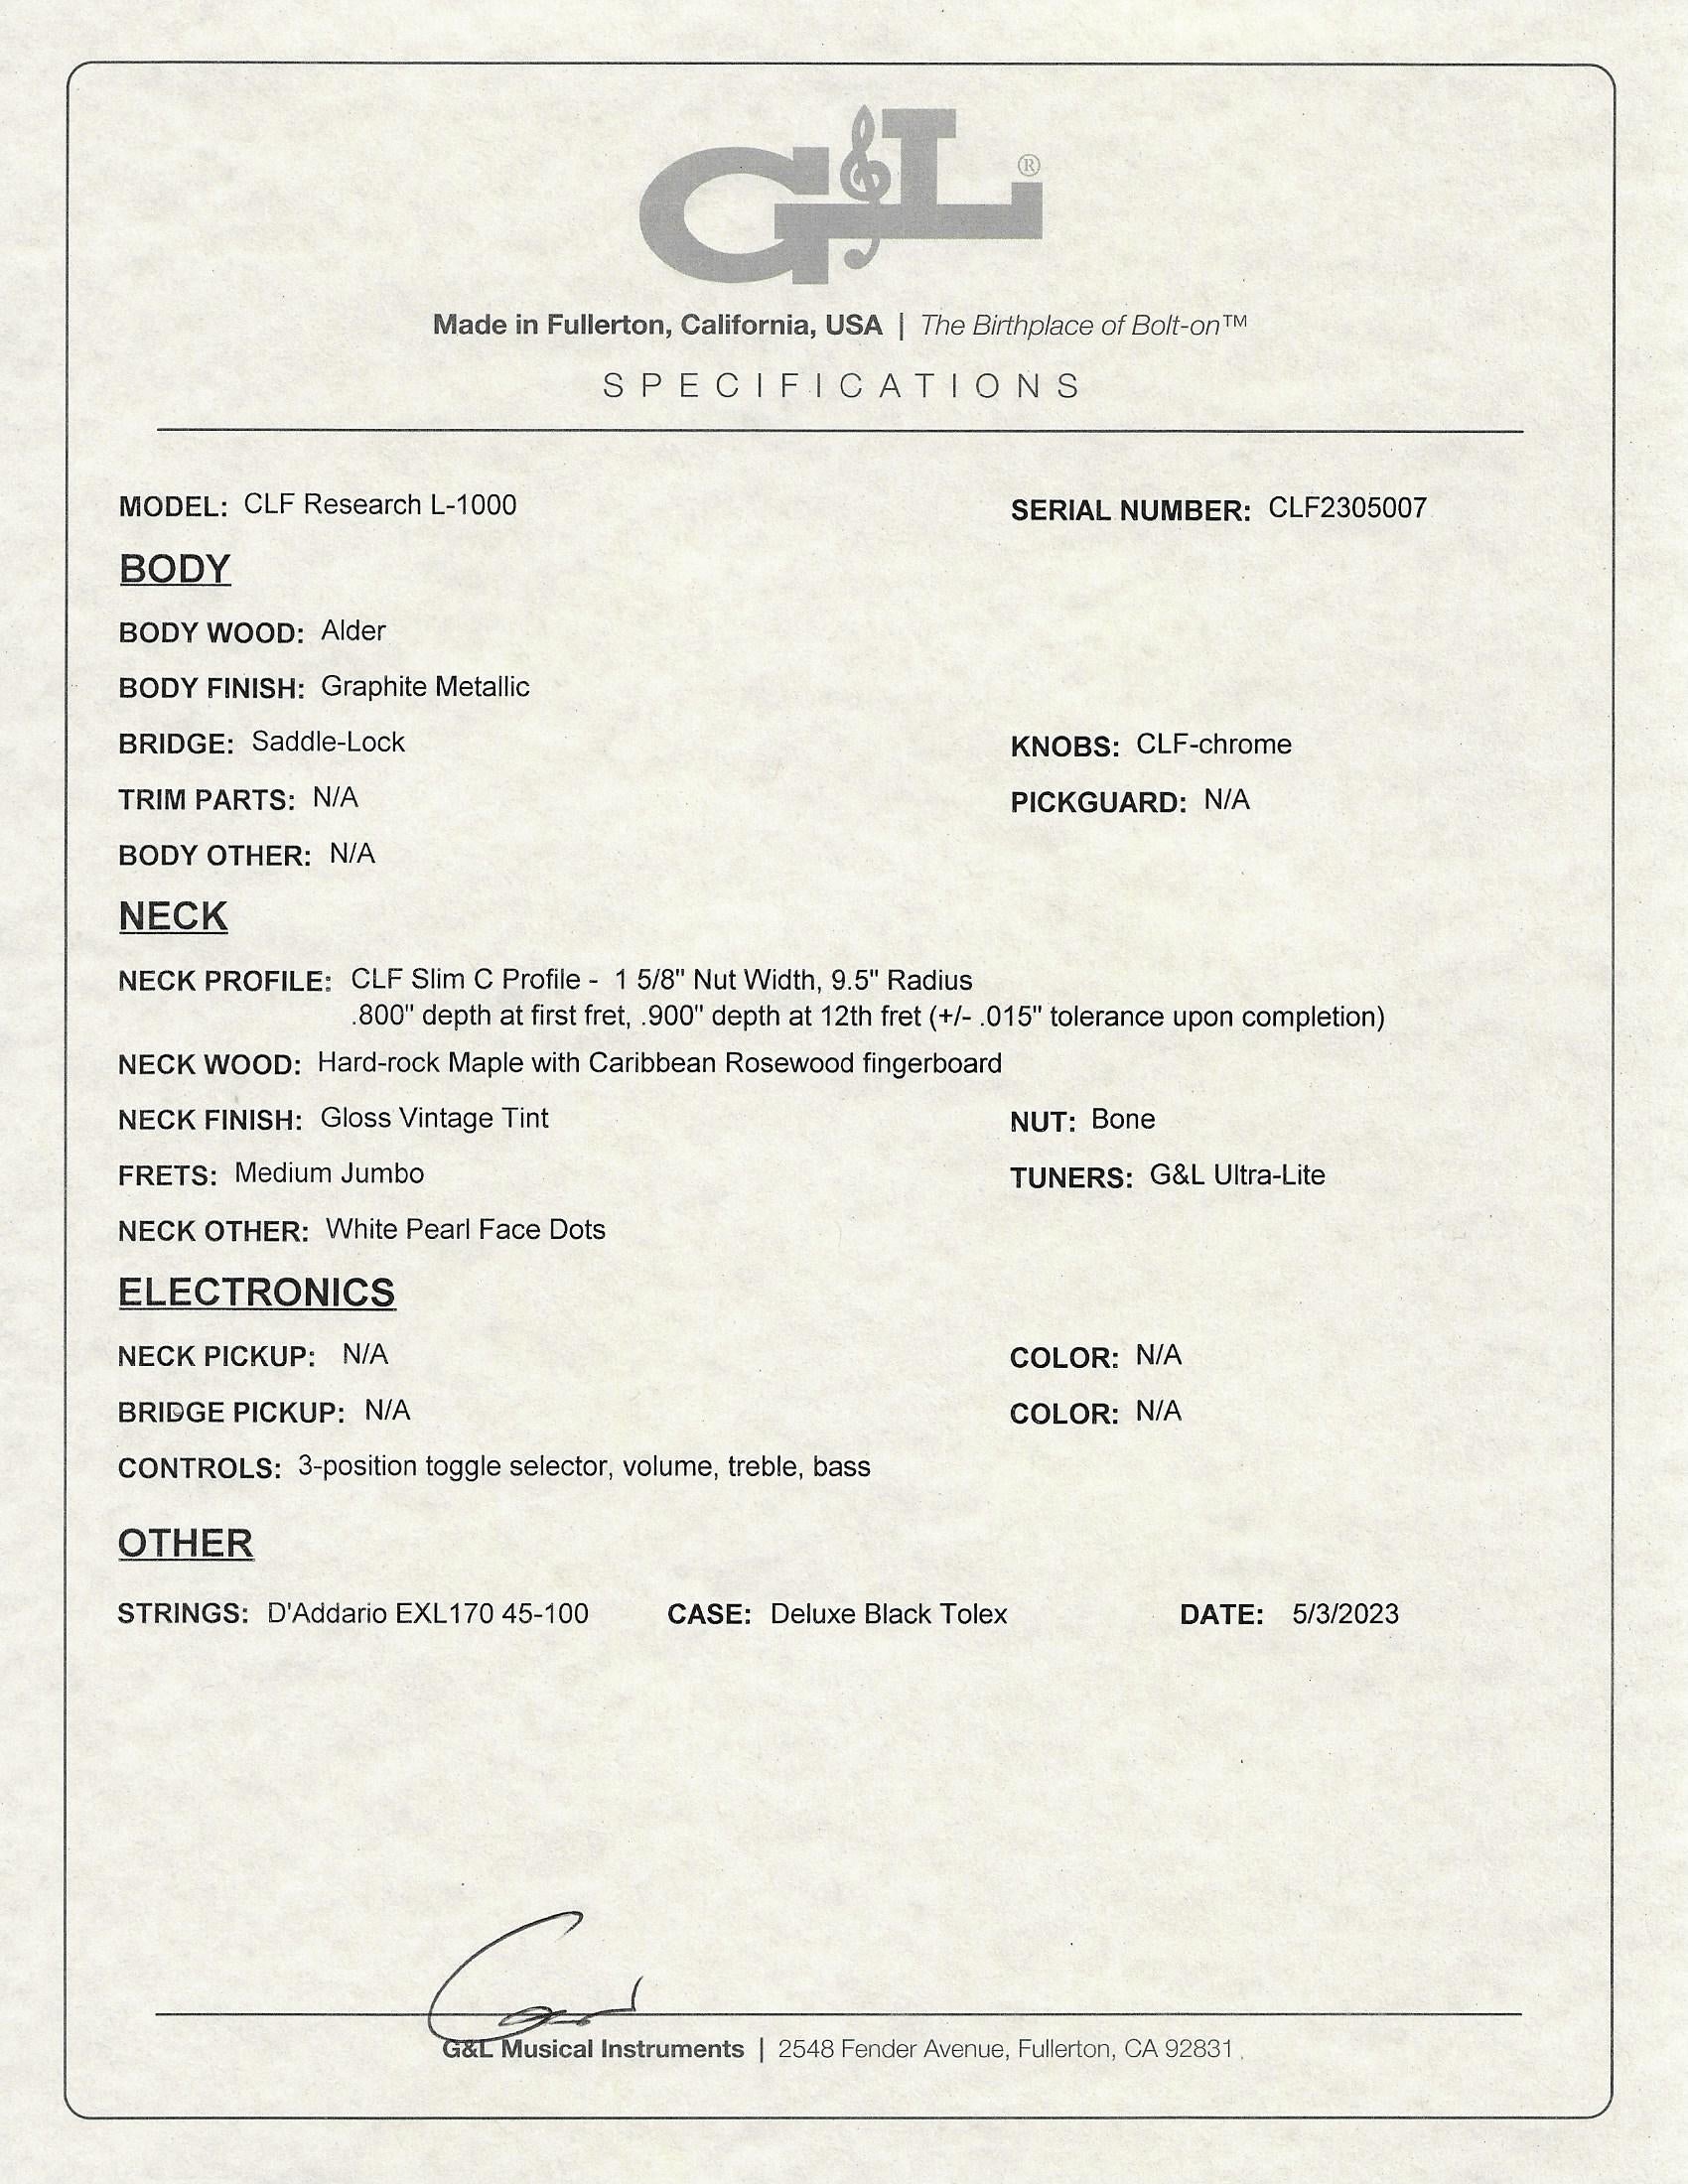 G&L®
Made in Fullerton, California, USA | The Birthplace of Bolt-on™
SPECIFICATIONS
MODEL: CLF Research L-1000 SERIAL NUMBER: CLF2305007
BODY
BODY WOOD: Alder
BODY FINISH: Graphite Metallic
BRIDGE: Saddle-Lock KNOBS: CLF-chrome
TRIM PARTS: N/A PICKGUARD: N/A
BODY OTHER: N/A
NECK
NECK PROFILE: CLF Slim C Profile - 1 5/8" Nut Width, 9.5" Radius
.800" depth at first fret, .900" depth at 12th fret (+/- .015" tolerance upon completion)
NECK WOOD: Hard-rock Maple with Caribbean Rosewood fingerboard
NECK FINISH: Gloss Vintage Tint NUT: Bone
FRETS: Medium Jumbo TUNERS: G&L Ultra-Lite
NECK OTHER: White Pearl Face Dots
ELECTRONICS
NECK PICKUP: N/A COLOR: N/A
BRIDGE PICKUP: N/A COLOR: N/A
CONTROLS: 3-position toggle selector, volume, treble, bass
OTHER
STRINGS: D'Addario EXL170 45-100 CASE: Deluxe Black Tolex DATE: 5/3/2023
G&L Musical Instruments | 2548 Fender Avenue, Fullerton, CA 92831